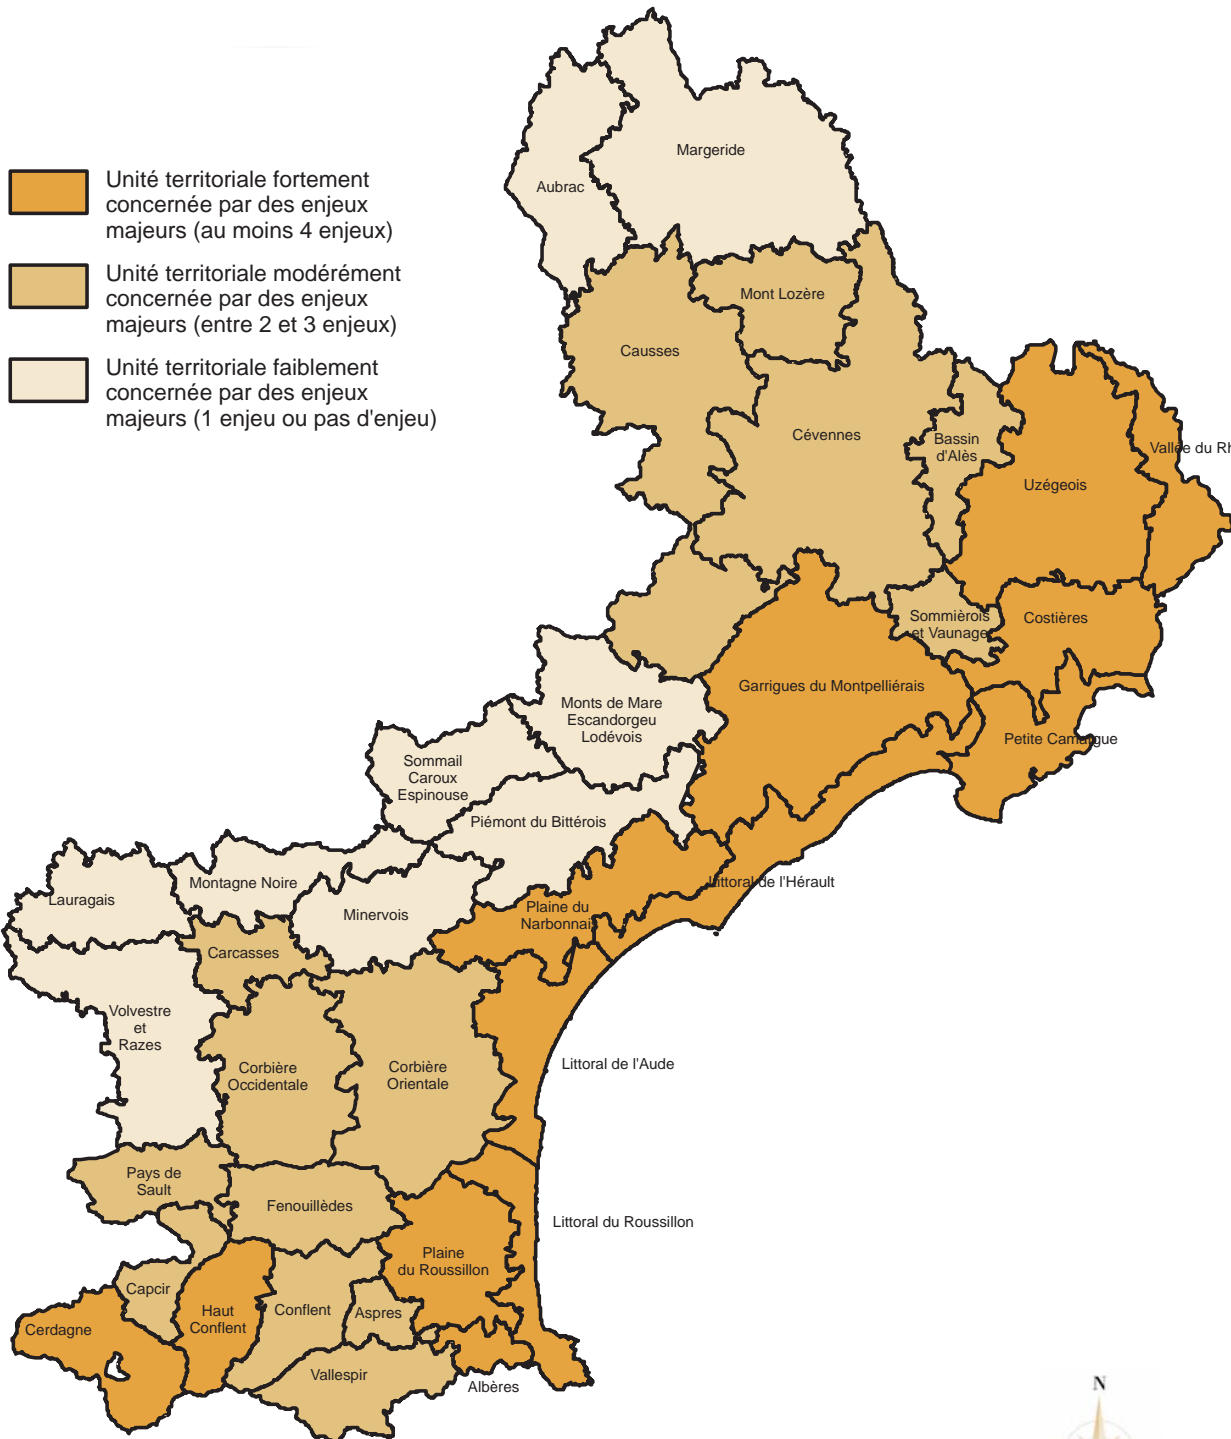 Unité territoriale fortement
concernée par des enjeux
majeurs (au moins 4 enjeux)
Unité territoriale modérément
concernée par des enjeux
majeurs (entre 2 et 3 enjeux)
Unité territoriale faiblement
concernée par des enjeux
majeurs (1 enjeu ou pas d'enjeu)
Margeride
Aubrac
Mont Lozère
Causses
Cévennes
Bassin
d'Alès
Vallée du Rh
Uzégeois
Sommièrois
et Vaunage
Costières
Garrigues du Montpelliérais
Monts de Mare
Escandorgeu
Lodévois
Petite Camargue
Sommail
Caroux
Espinouse
Piémont du Bittérois
Montagne Noire
Littoral de l'Hérault
Lauragais
Minervois
Plaine du
Narbonnais
Carcasses
Volvestre
et
Razes
Corbière
Occidentale
Corbière
Orientale
Littoral de l'Aude
Pays de
Sault
Fenouillèdes
Littoral du Roussillon
Plaine
du Roussillon
Capcir
Haut
Conflent
Conflent
Aspres
Cerdagne
Vallespir
Albères
N